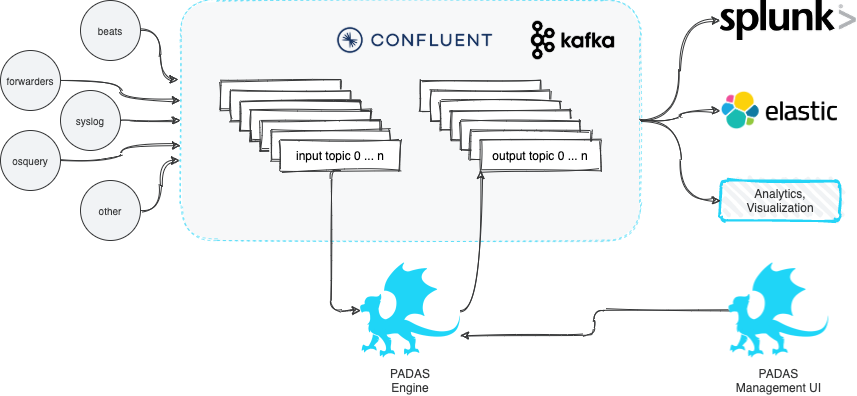 beats
forwarders
syslog
osquery
other
CONFLUENT
kafka
input topic 0 ... n
output topic 0 ... n
splunk>
elastic
Analytics,
Visualization
PADAS
Engine
PADAS
Management UI